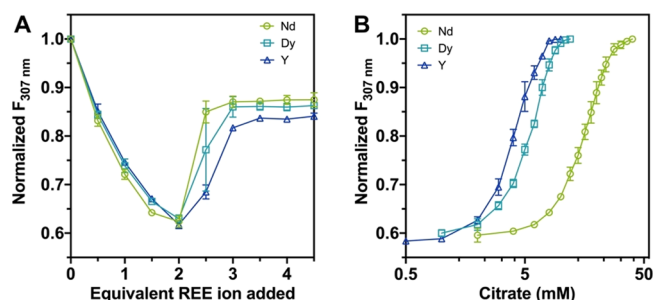 A
Nd
Dy
Y
Normalized F307 nm
1.0
0.9
0.8
0.7
0.6
0 1 2 3 4
Equivalent REE ion added
B
Nd
Dy
Y
Normalized F307 nm
1.0
0.9
0.8
0.7
0.6
0.5 5 50
Citrate (mM)